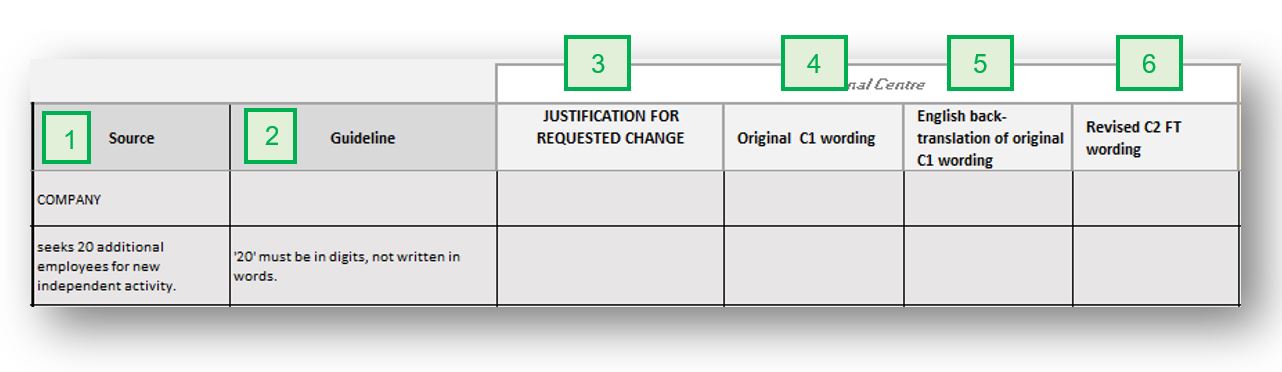 3 4 5 6
Centre
1 Source 2 Guideline
JUSTIFICATION FOR
REQUESTED CHANGE
Original C1 wording
English back-
translation of original
C1 wording
Revised C2 FT
wording
COMPANY
seeks 20 additional
employees for new
independent activity.
'20' must be in digits, not written in
words.